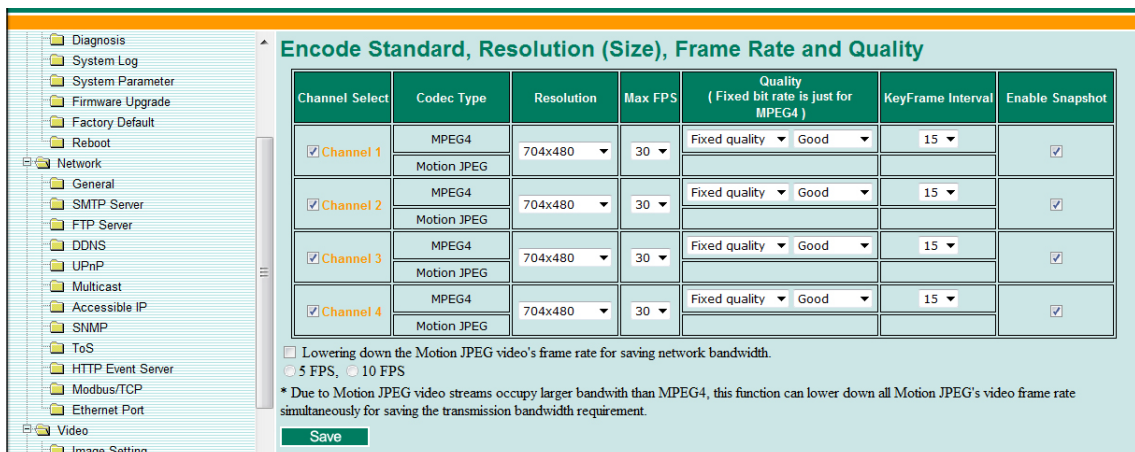 Diagnosis
System Log
System Parameter
Firmware Upgrade
Factory Default
Reboot
Network
General
SMTP Server
FTP Server
DDNS
UPnP
Multicast
Accessible IP
SNMP
ToS
HTTP Event Server
Modbus/TCP
Ethernet Port
Video
Image Setting
Encode Standard, Resolution (Size), Frame Rate and Quality
Channel Select Codec Type Resolution Max FPS Quality ( Fixed bit rate is just for MPEG4 ) KeyFrame Interval Enable Snapshot
Channel 1 MPEG4 704x480 30 Fixed quality Good 15
Motion JPEG
Channel 2 MPEG4 704x480 30 Fixed quality Good 15
Motion JPEG
Channel 3 MPEG4 704x480 30 Fixed quality Good 15
Motion JPEG
Channel 4 MPEG4 704x480 30 Fixed quality Good 15
Motion JPEG
Lowering down the Motion JPEG video's frame rate for saving network bandwidth.
5 FPS, 10 FPS
* Due to Motion JPEG video streams occupy larger bandwith than MPEG4, this function can lower down all Motion JPEG's video frame rate
simultaneously for saving the transmission bandwidth requirement.
Save